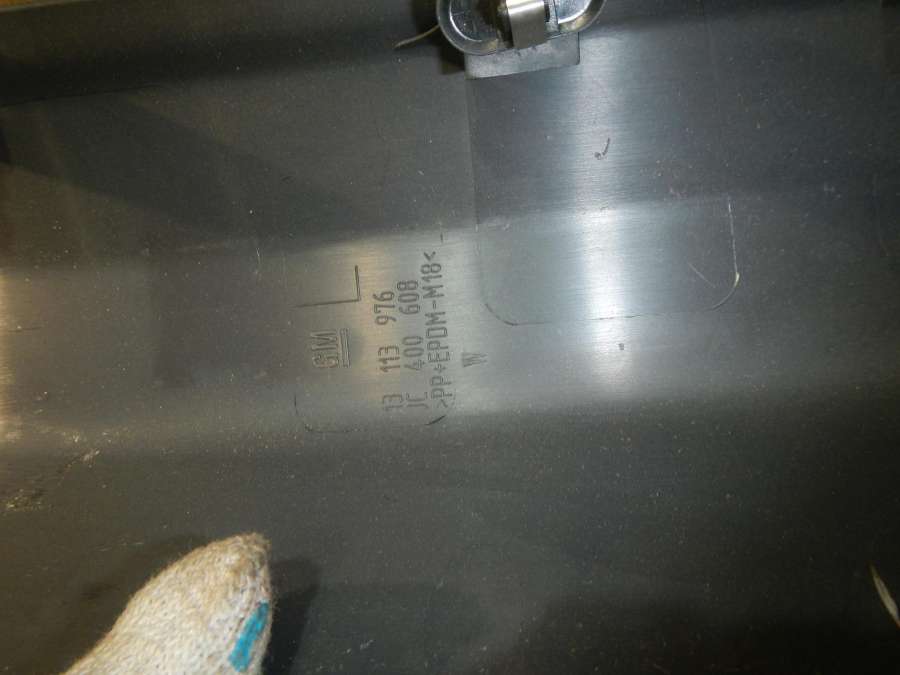 GM L
13 113 976
JC 400 608
>PP+EPDM-M18<
W